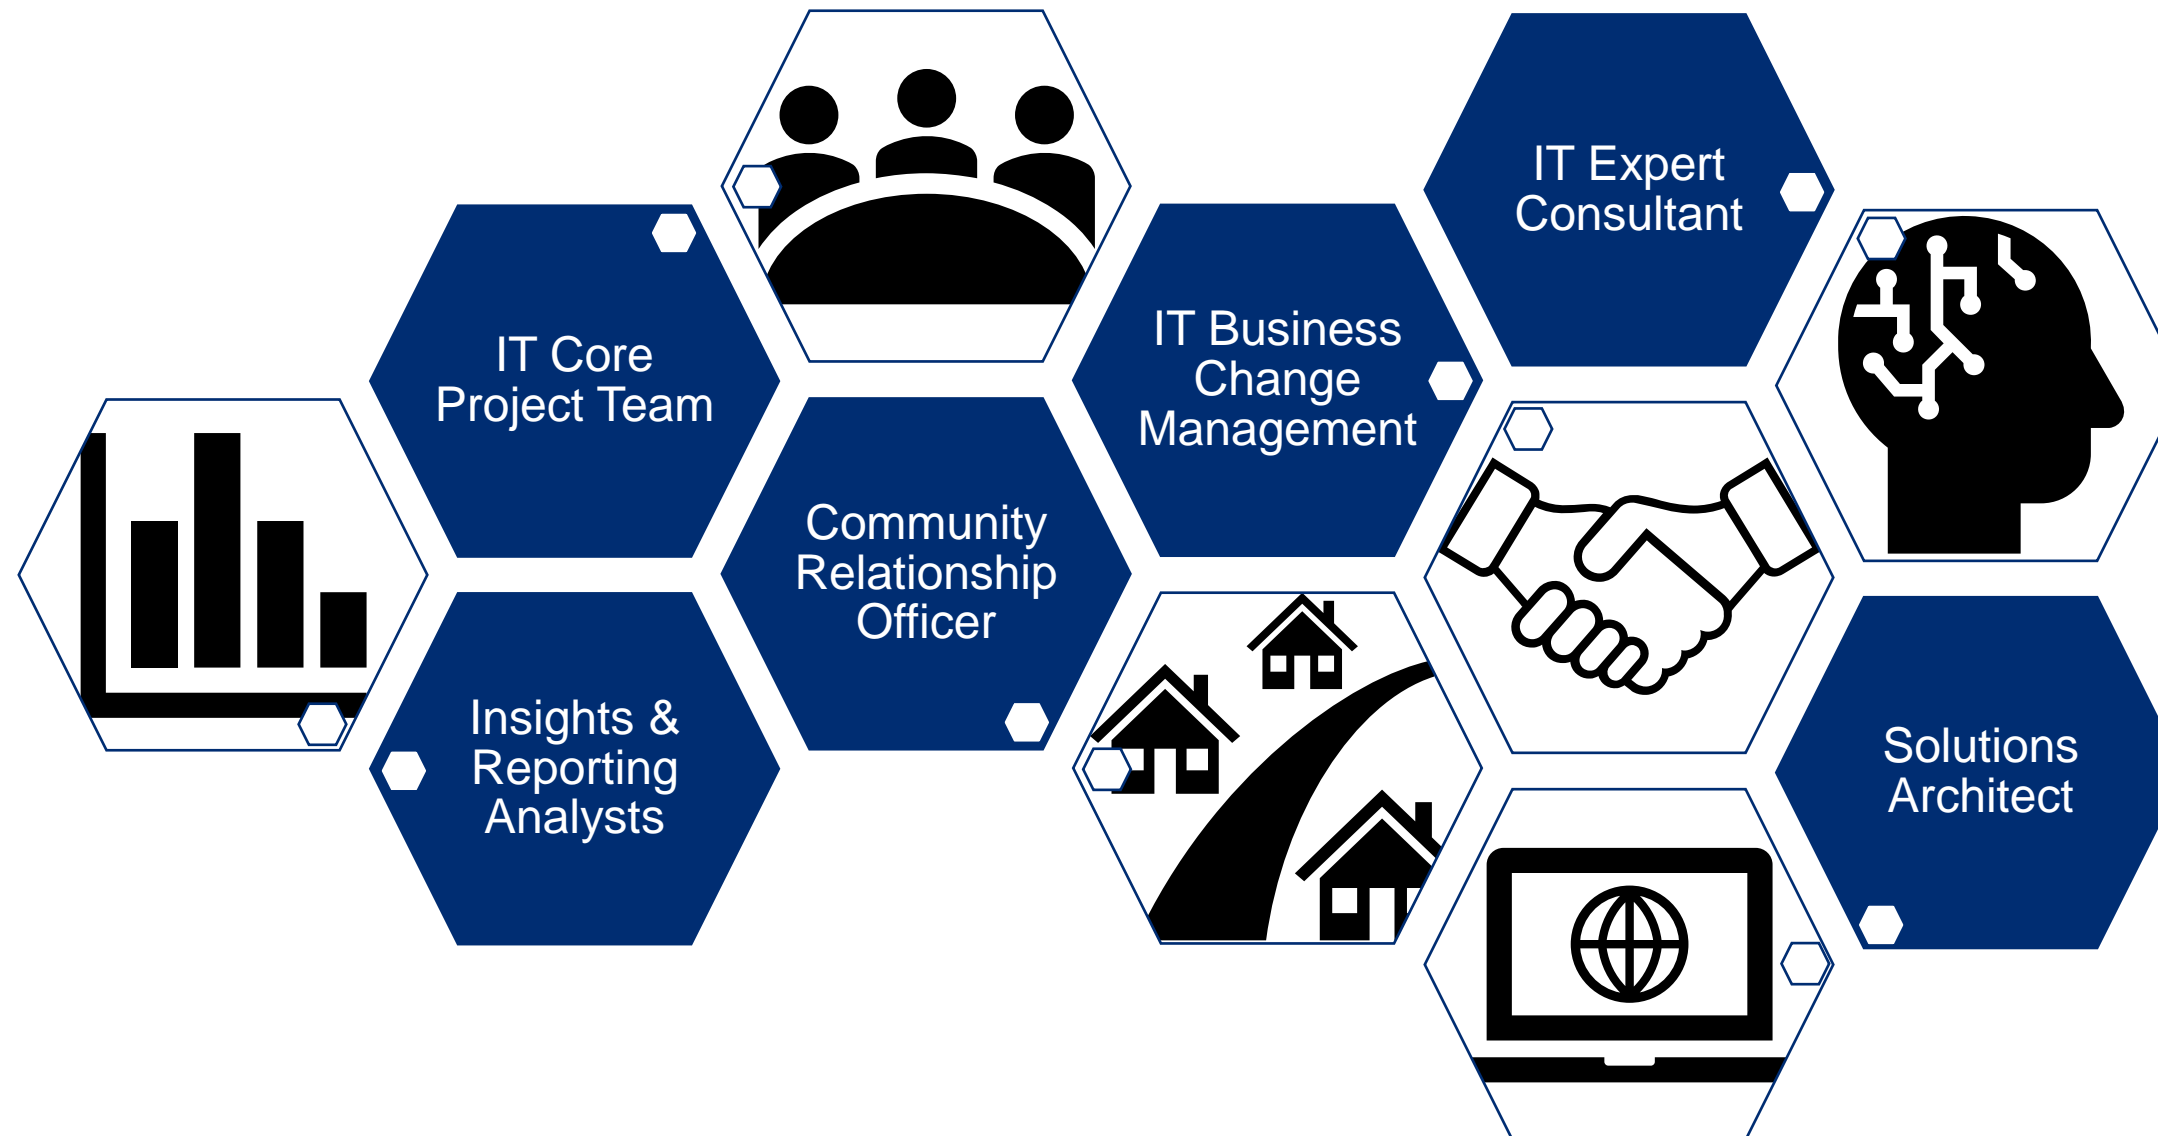 IT Core
Project Team
Insights &
Reporting
Analysts
Community
Relationship
Officer
IT Business
Change
Management
IT Expert
Consultant
Solutions
Architect